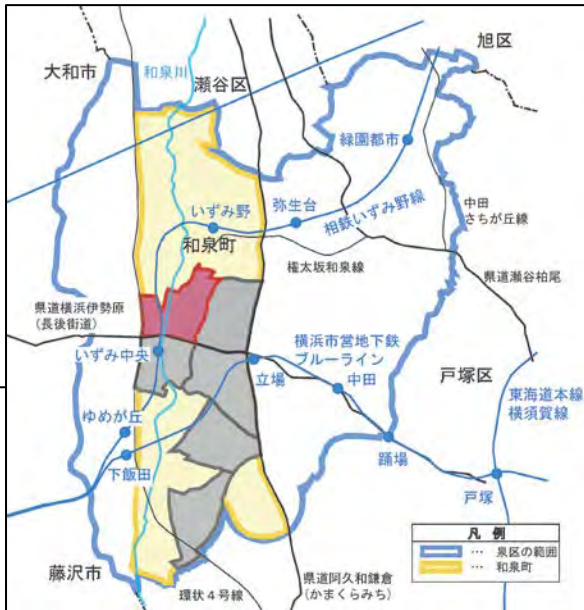 旭区
大和市
和泉川
瀬谷区
緑園都市
いずみ野
弥生台
相鉄いずみ野線
中田
さちが丘線
和泉町
権太坂和泉線
県道瀬谷柏尾
県道横浜伊勢原
(長後街道)
横浜市営地下鉄
ブルーライン
いずみ中央
立場
中田
戸塚区
東海道本線
横須賀線
ゆめが丘
下飯田
踊場
戸塚
凡 例
… 泉区の範囲
… 和泉町
藤沢市
環状4号線
県道阿久和鎌倉
(かまくらみち)